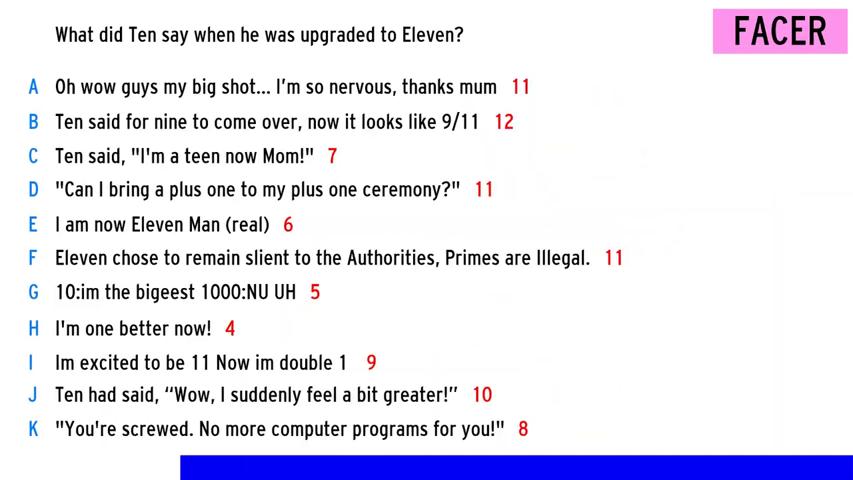 What did Ten say when he was upgraded to Eleven?
FACER
A Oh wow guys my big shot... I'm so nervous, thanks mum 11
B Ten said for nine to come over, now it looks like 9/11 12
C Ten said, "I'm a teen now Mom!" 7
D "Can I bring a plus one to my plus one ceremony?" 11
E I am now Eleven Man (real) 6
F Eleven chose to remain slient to the Authorities, Primes are Illegal. 11
G 10:im the bigeest 1000:NU UH 5
H I'm one better now! 4
I Im excited to be 11 Now im double 1 9
J Ten had said, “Wow, I suddenly feel a bit greater!” 10
K "You're screwed. No more computer programs for you!" 8